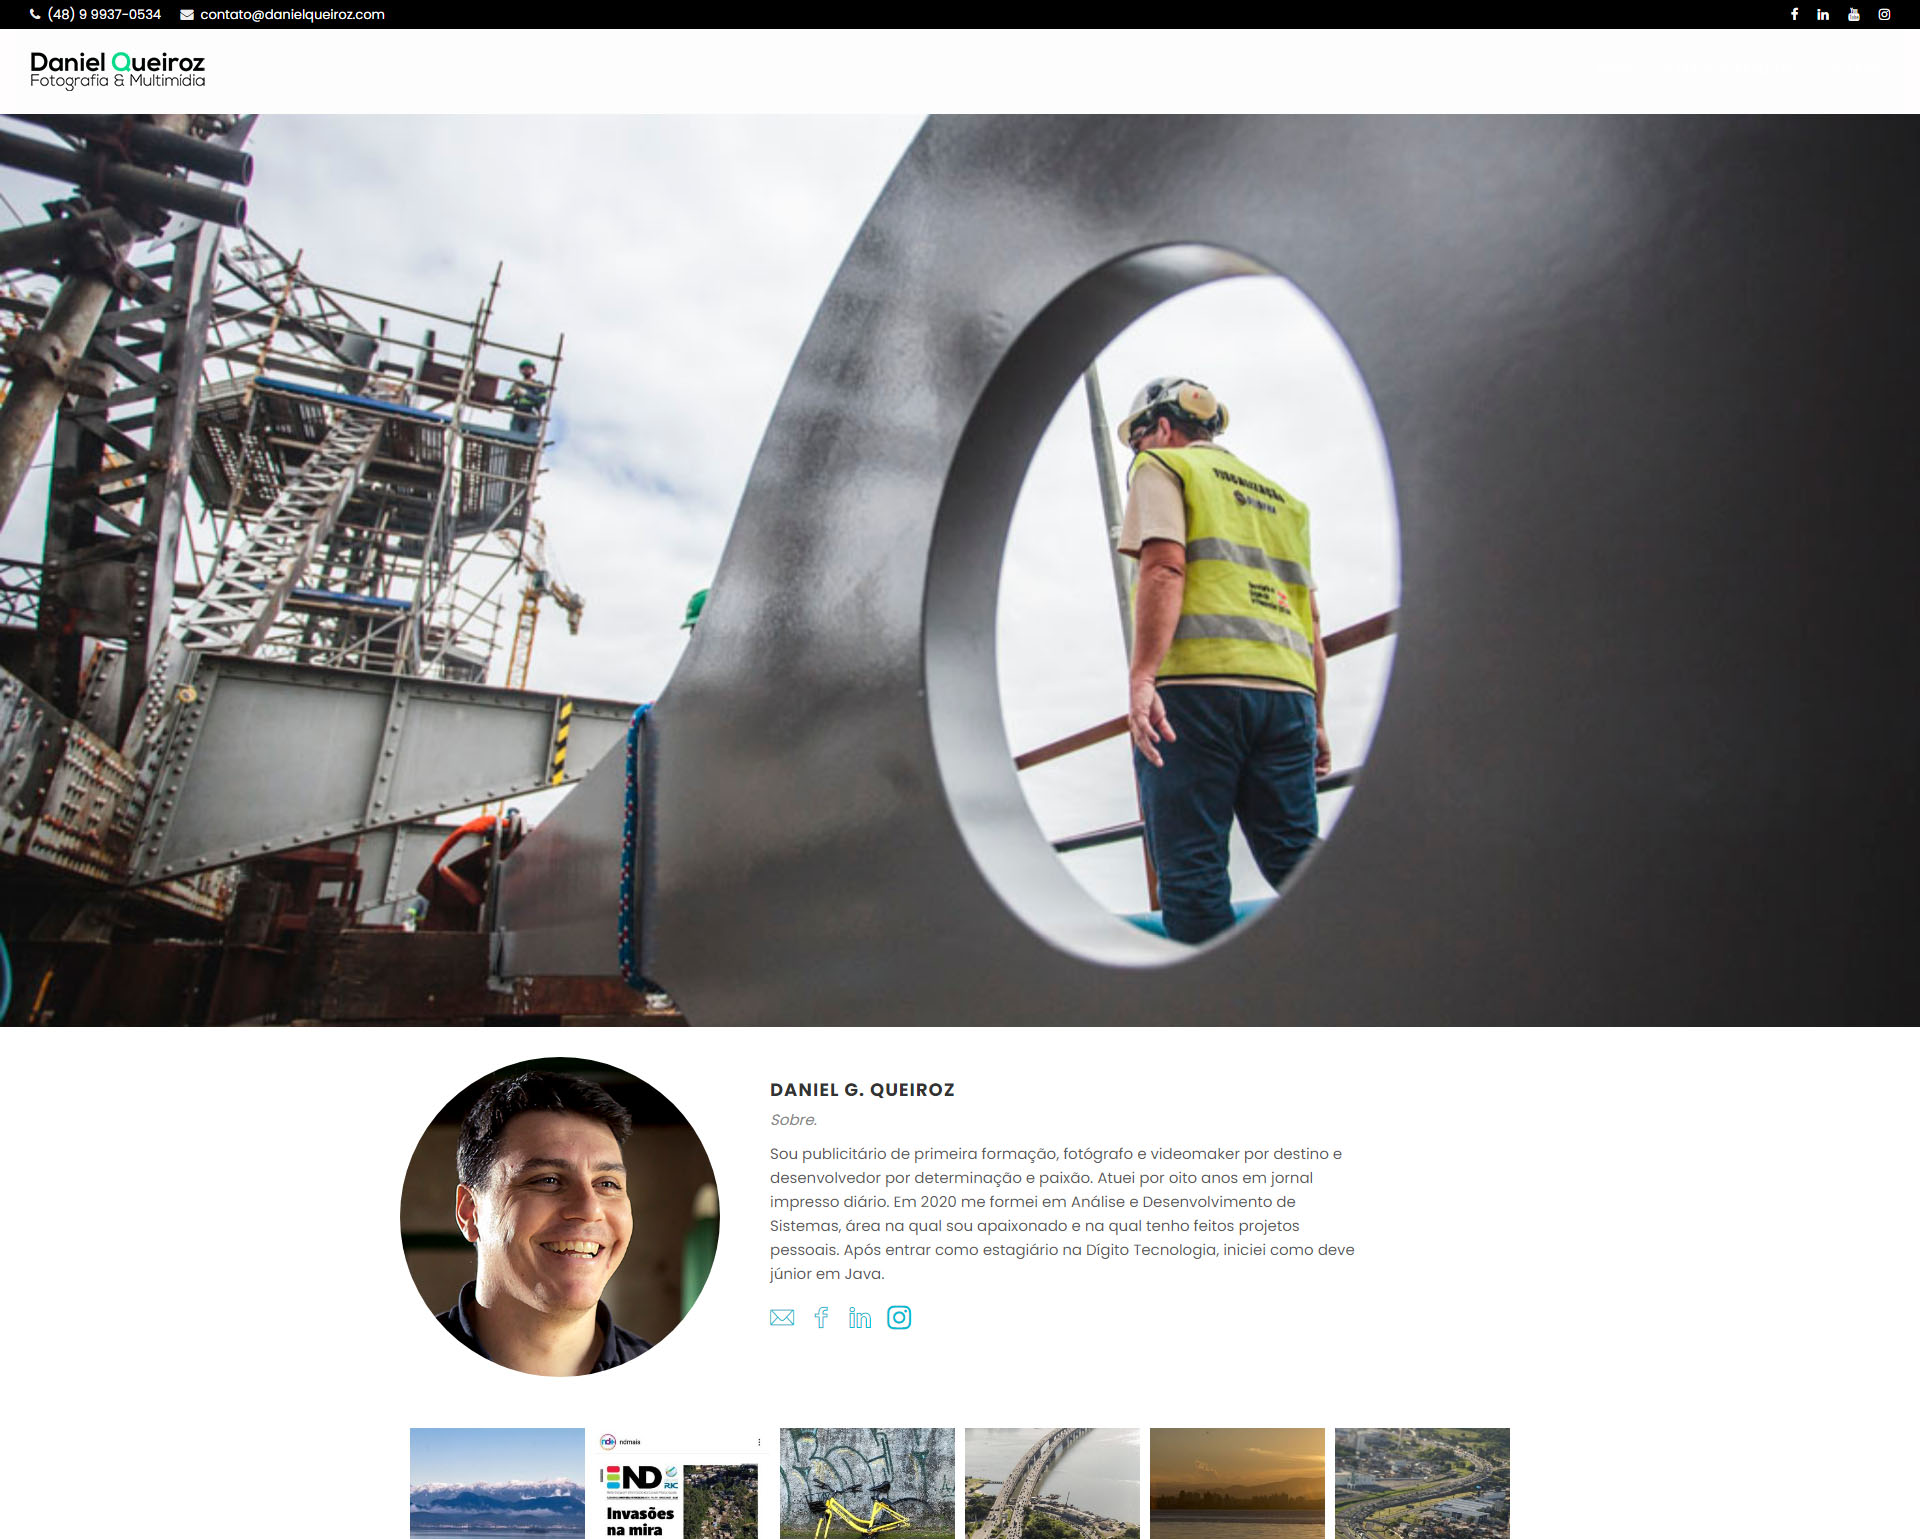 (48) 9 9937-0534 contato@danielqueiroz.com
Daniel Queiroz
Fotografia & Multimídia
FISCALIZAÇÃO
DANIEL G. QUEIROZ
Sobre.
Sou publicitário de primeira formação, fotógrafo e videomaker por destino e
desenvolvedor por determinação e paixão. Atuei por oito anos em jornal
impresso diário. Em 2020 me formei em Análise e Desenvolvimento de
Sistemas, área na qual sou apaixonado e na qual tenho feitos projetos
pessoais. Após entrar como estagiário na Dígito Tecnologia, iniciei como deve
júnior em Java.
ndmais
ND
RIC
Invasões
na mira